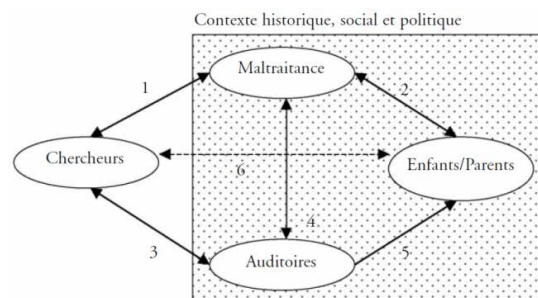 Contexte historique, social et politique
Maltraitance
1
2
Chercheurs
Enfants/Parents
6
4
3
5
Auditoires